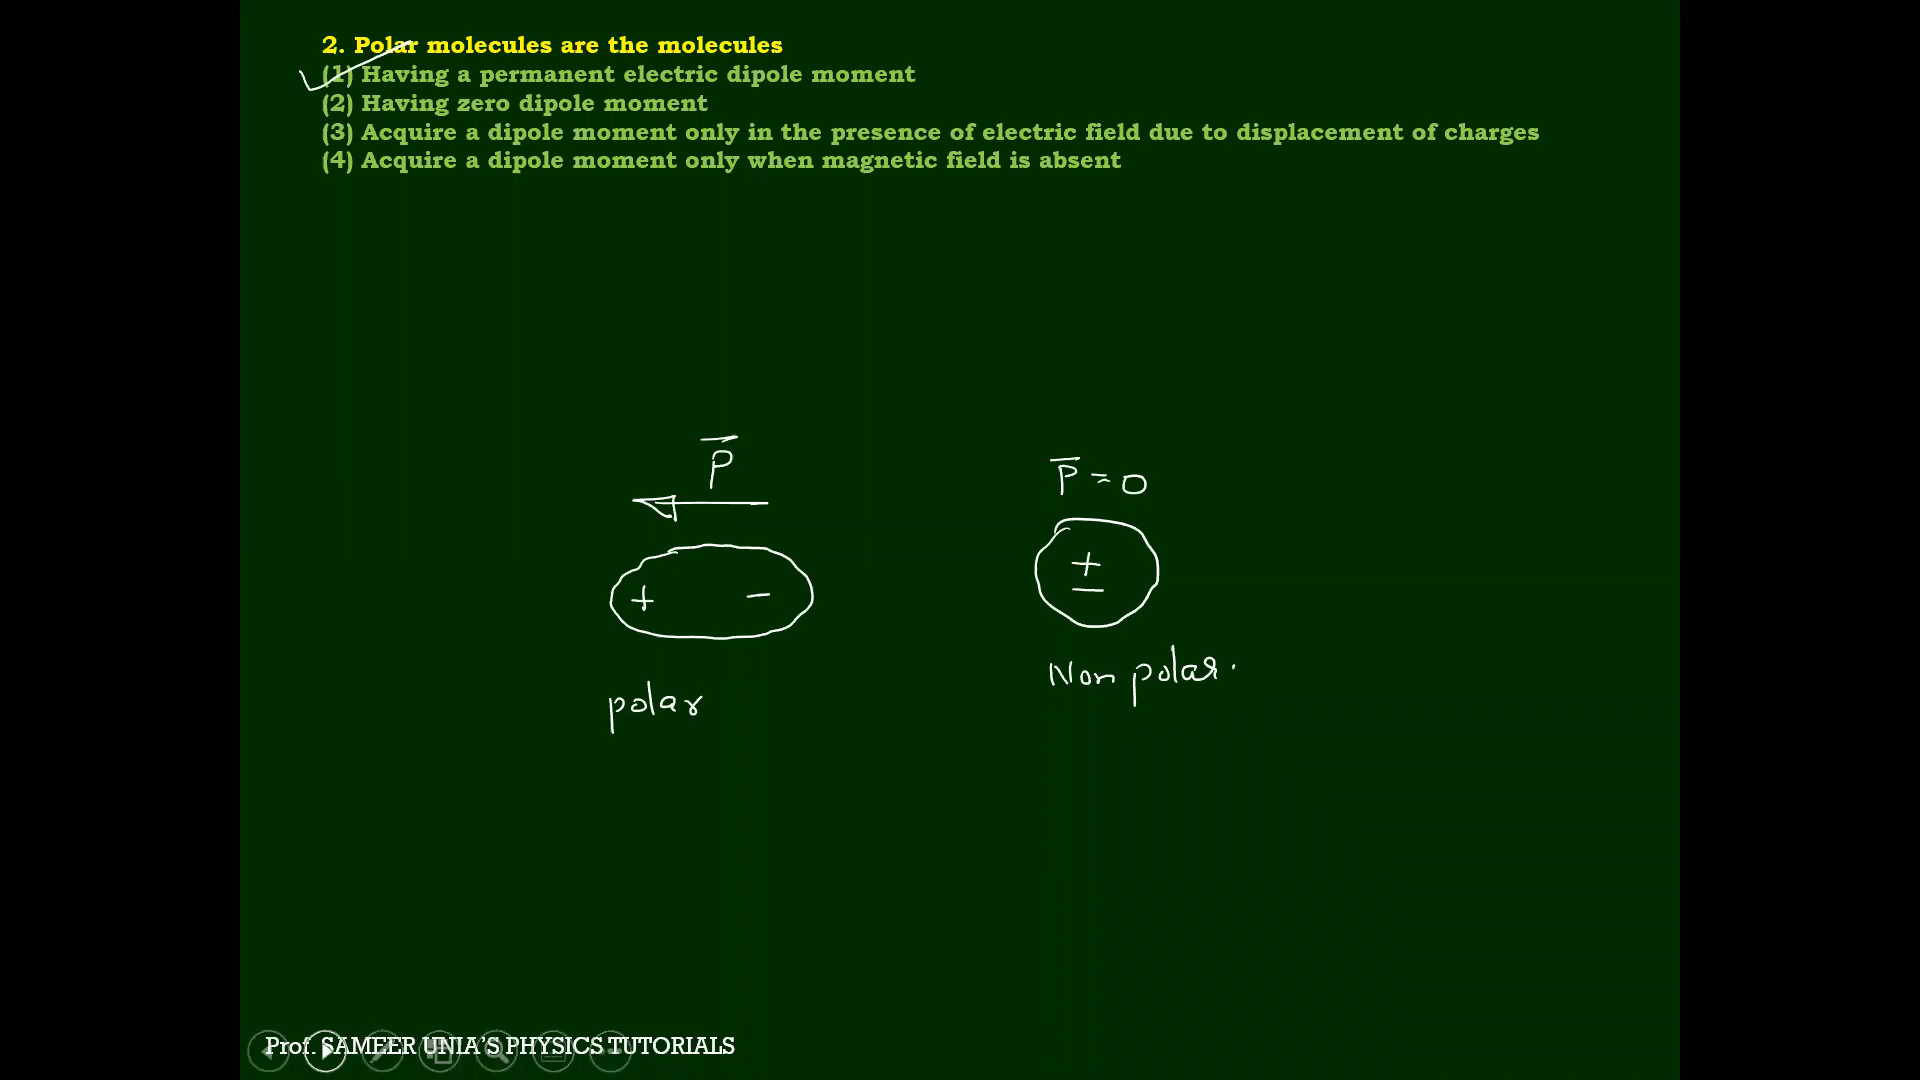 2. Polar molecules are the molecules
(1) Having a permanent electric dipole moment
(2) Having zero dipole moment
(3) Acquire a dipole moment only in the presence of electric field due to displacement of charges
(4) Acquire a dipole moment only when magnetic field is absent
P
P = 0
+ -
+
-
polar
Non polar.
Prof. SAMEER UNIA'S PHYSICS TUTORIALS